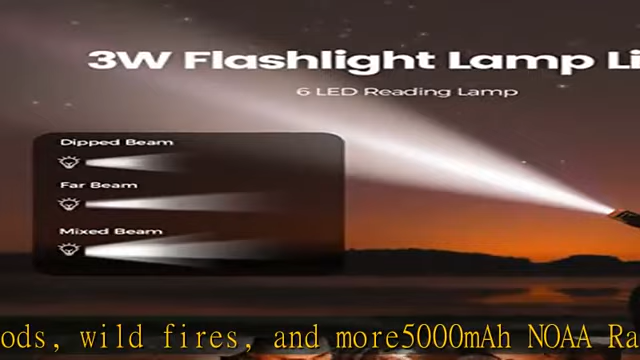 3W Flashlight Lamp Li
6 LED Reading Lamp
Dipped Beam
Far Beam
Mixed Beam
ods, wild fires, and more5000mAh NOAA Ra